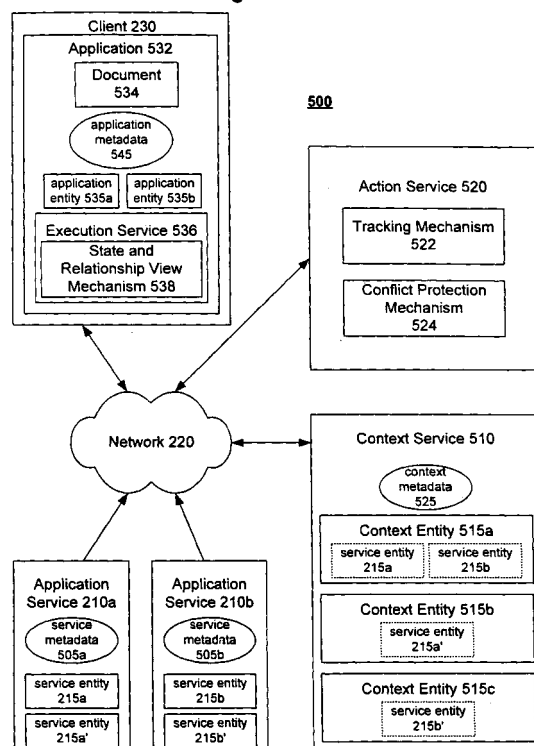 Client 230
Application 532
Document
534
application
metadata
545
application
entity 535a
application
entity 535b
Execution Service 536
State and
Relationship View
Mechanism 538
500
Action Service 520
Tracking Mechanism
522
Conflict Protection
Mechanism
524
Network 220
Context Service 510
context
metadata
525
Context Entity 515a
service entity
215a
service entity
215b
Context Entity 515b
service entity
215a'
Context Entity 515c
service entity
215b'
Application
Service 210a
service
metadata
505a
service entity
215a
service entity
215a'
Application
Service 210b
service
metadata
505b
service entity
215b
service entity
215b'